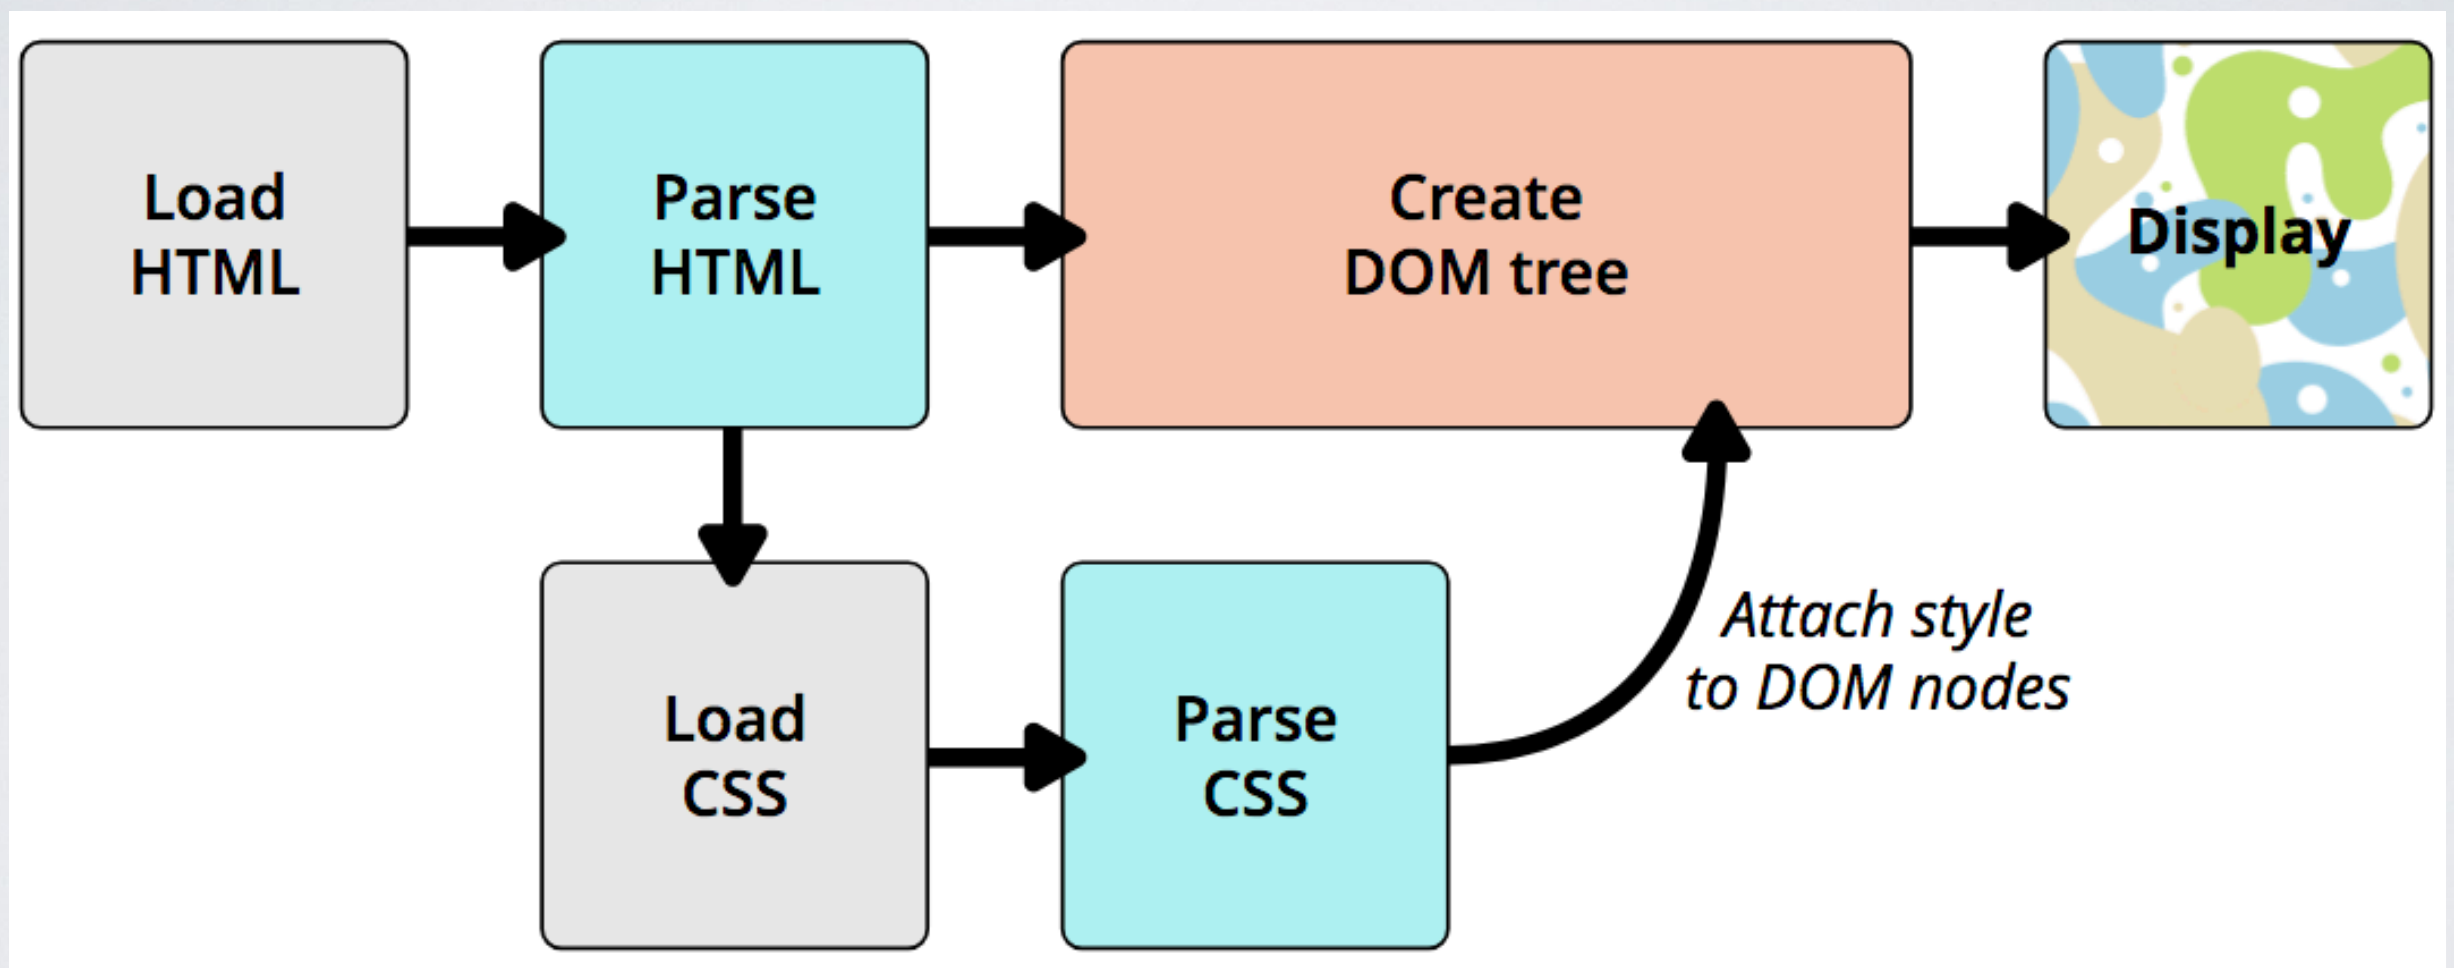 Load
HTML
Parse
HTML
Create
DOM tree
Display
Load
CSS
Parse
CSS
Attach style
to DOM nodes